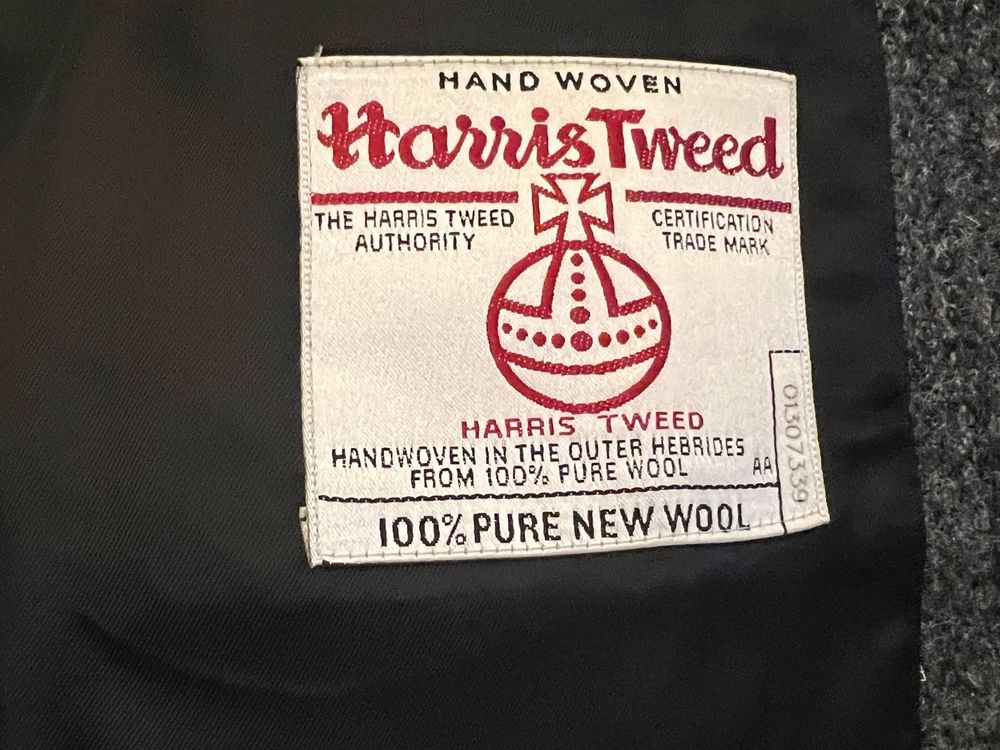 HAND WOVEN
Harris Tweed
THE HARRIS TWEED
AUTHORITY
CERTIFICATION
TRADE MARK
HARRIS TWEED
HANDWOVEN IN THE OUTER HEBRIDES
FROM 100% PURE WOOL
AA
01307339
100% PURE NEW WOOL